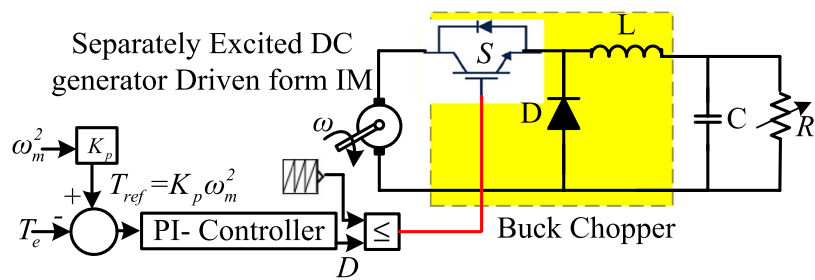 Separately Excited DC
generator Driven form IM
S
L
D
C
R
ω
ω_m^2
K_p
T_ref = K_p ω_m^2
+
-
T_e
PI- Controller
≤
D
Buck Chopper